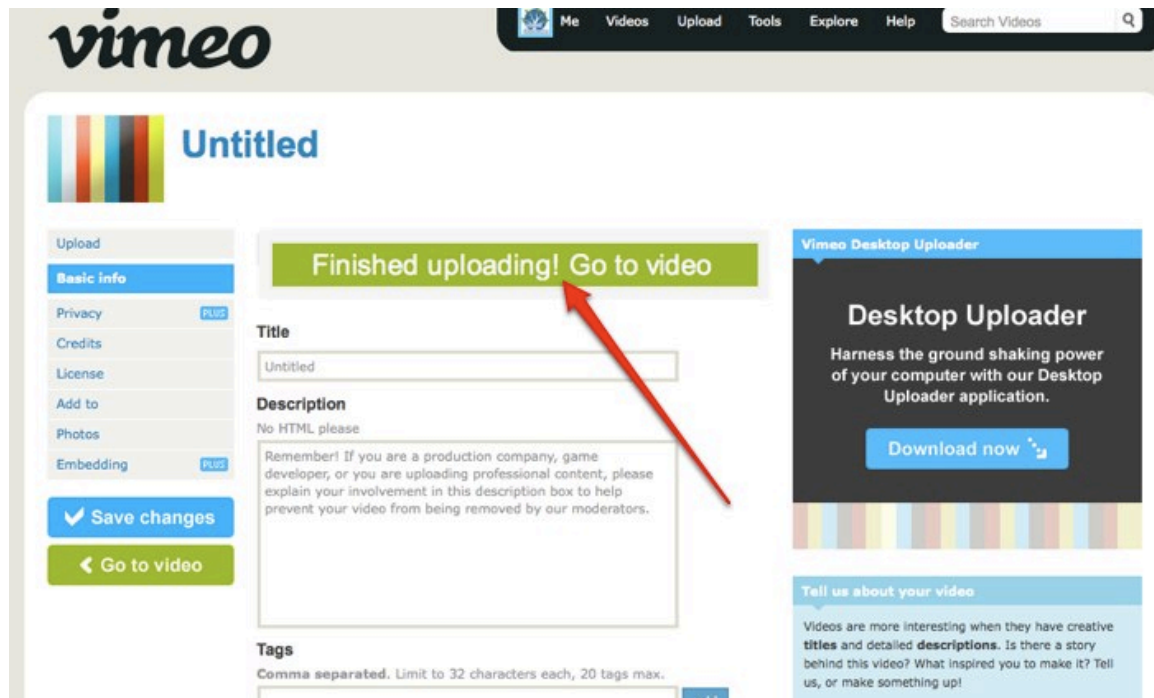 vimeo
Me Videos Upload Tools Explore Help Search Videos
Untitled
Upload
Basic info
Privacy PLUS
Credits
License
Add to
Photos
Embedding PLUS
Save changes
Go to video
Finished uploading! Go to video
Title
Untitled
Description
No HTML please
Remember! If you are a production company, game
developer, or you are uploading professional content, please
explain your involvement in this description box to help
prevent your video from being removed by our moderators.
Tags
Comma separated. Limit to 32 characters each, 20 tags max.
Vimeo Desktop Uploader
Desktop Uploader
Harness the ground shaking power
of your computer with our Desktop
Uploader application.
Download now
Tell us about your video
Videos are more interesting when they have creative
titles and detailed descriptions. Is there a story
behind this video? What inspired you to make it? Tell
us, or make something up!